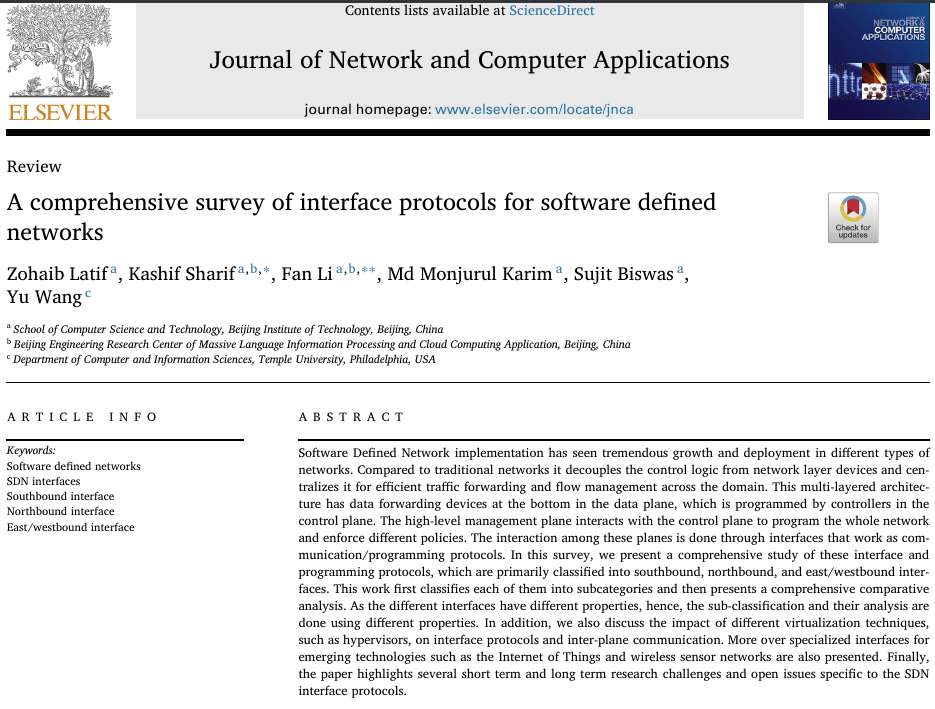 Contents lists available at ScienceDirect
Journal of Network and Computer Applications
journal homepage: www.elsevier.com/locate/jnca
ELSEVIER
NETWORK &
COMPUTER
APPLICATIONS
http
Review
A comprehensive survey of interface protocols for software defined
networks
Check for
updates
Zohaib Latif a, Kashif Sharif a,b,*, Fan Li a,b,**, Md Monjurul Karim a, Sujit Biswas a,
Yu Wang c
a School of Computer Science and Technology, Beijing Institute of Technology, Beijing, China
b Beijing Engineering Research Center of Massive Language Information Processing and Cloud Computing Application, Beijing, China
c Department of Computer and Information Sciences, Temple University, Philadelphia, USA
ARTICLE INFO
Keywords:
Software defined networks
SDN interfaces
Southbound interface
Northbound interface
East/westbound interface
ABSTRACT
Software Defined Network implementation has seen tremendous growth and deployment in different types of
networks. Compared to traditional networks it decouples the control logic from network layer devices and cen-
tralizes it for efficient traffic forwarding and flow management across the domain. This multi-layered architec-
ture has data forwarding devices at the bottom in the data plane, which is programmed by controllers in the
control plane. The high-level management plane interacts with the control plane to program the whole network
and enforce different policies. The interaction among these planes is done through interfaces that work as com-
munication/programming protocols. In this survey, we present a comprehensive study of these interface and
programming protocols, which are primarily classified into southbound, northbound, and east/westbound inter-
faces. This work first classifies each of them into subcategories and then presents a comprehensive comparative
analysis. As the different interfaces have different properties, hence, the sub-classification and their analysis are
done using different properties. In addition, we also discuss the impact of different virtualization techniques,
such as hypervisors, on interface protocols and inter-plane communication. More over specialized interfaces for
emerging technologies such as the Internet of Things and wireless sensor networks are also presented. Finally,
the paper highlights several short term and long term research challenges and open issues specific to the SDN
interface protocols.